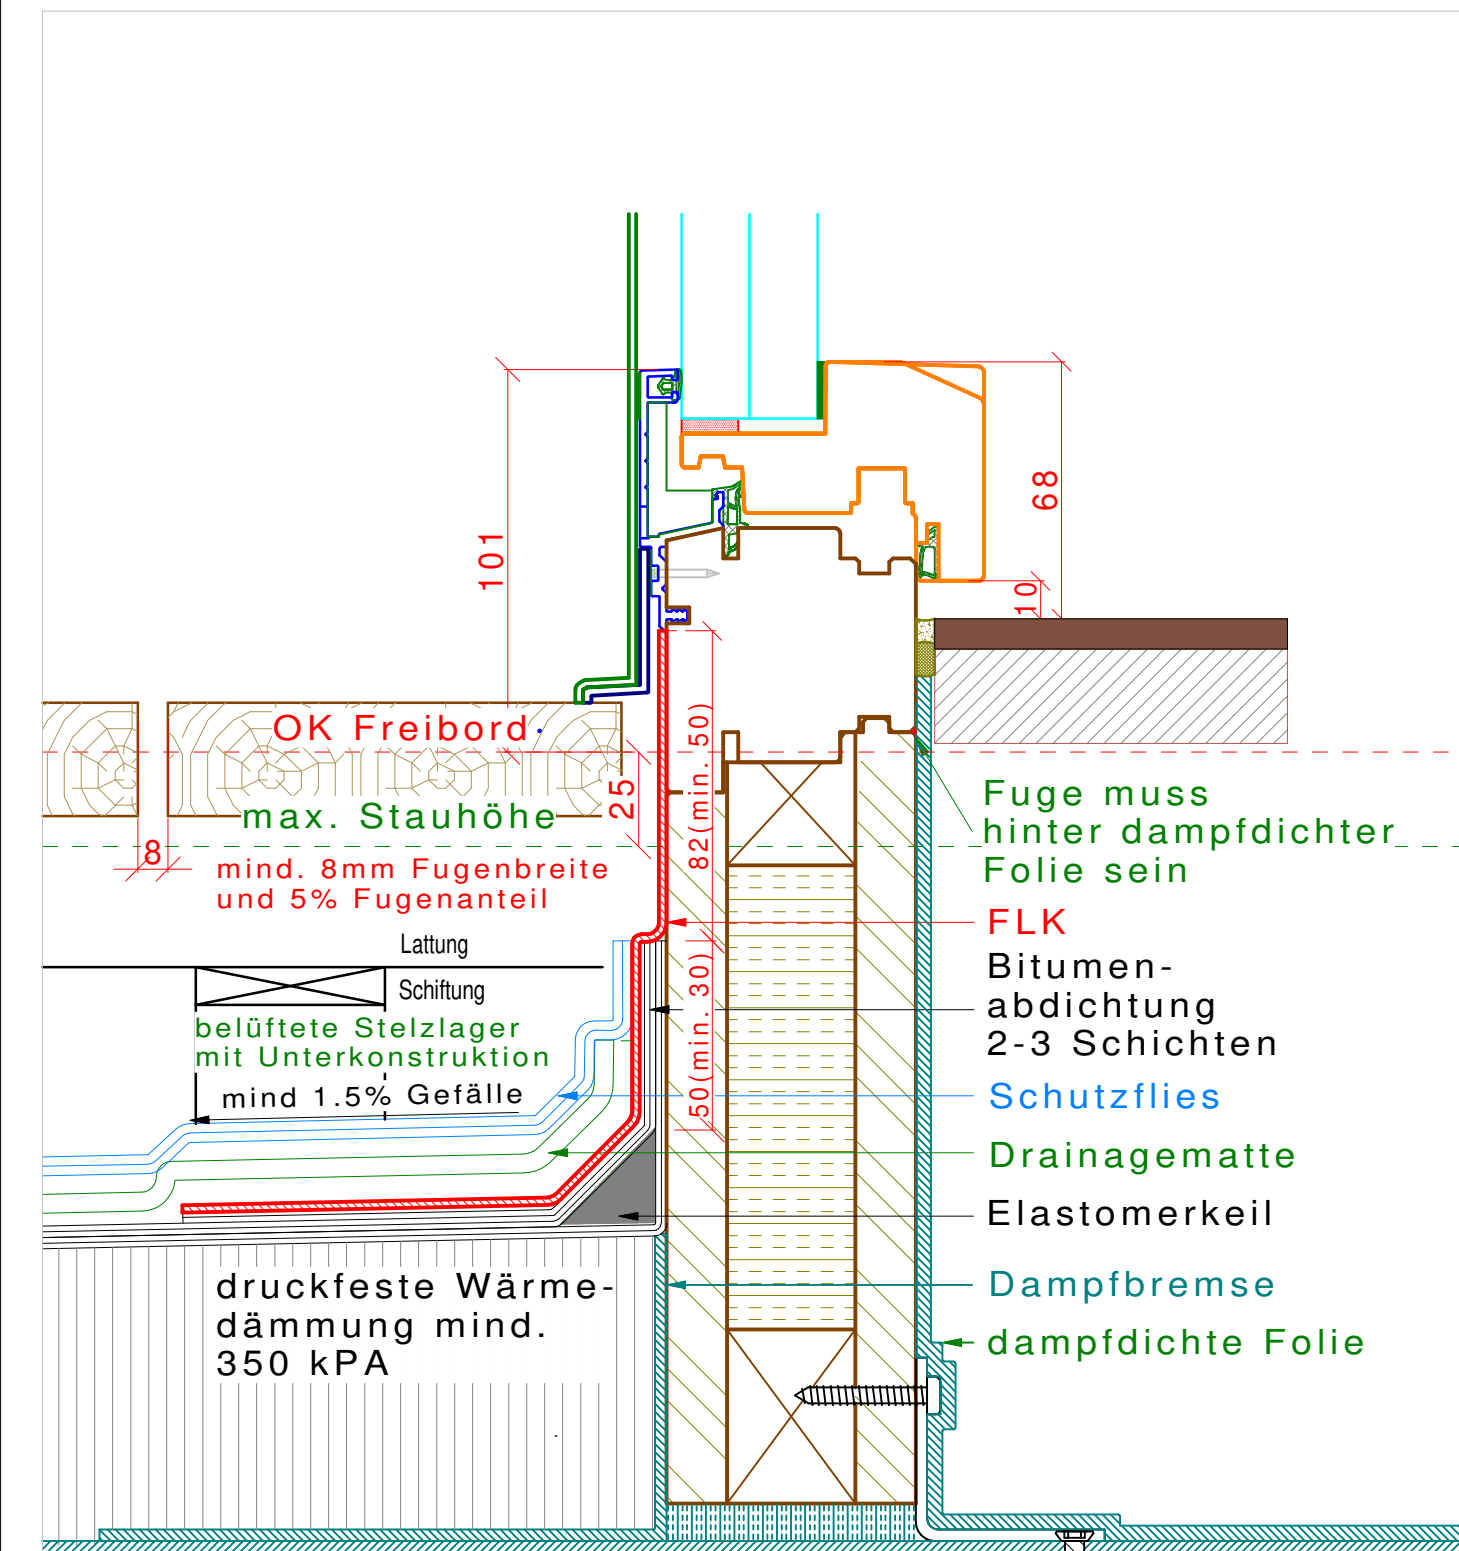 101
68
10
OK Freibord
82(min. 50)
25
max. Stauhöhe
8
mind. 8mm Fugenbreite
und 5% Fugenanteil
Fuge muss
hinter dampfdichter
Folie sein
FLK
Lattung
Schiftung
Bitumen-
abdichtung
2-3 Schichten
50(min. 30)
belüftete Stelzlager
mit Unterkonstruktion
mind 1.5% Gefälle
Schutzflies
Drainagematte
Elastomerkeil
druckfeste Wärme-
dämmung mind.
350 kPA
Dampfbremse
dampfdichte Folie